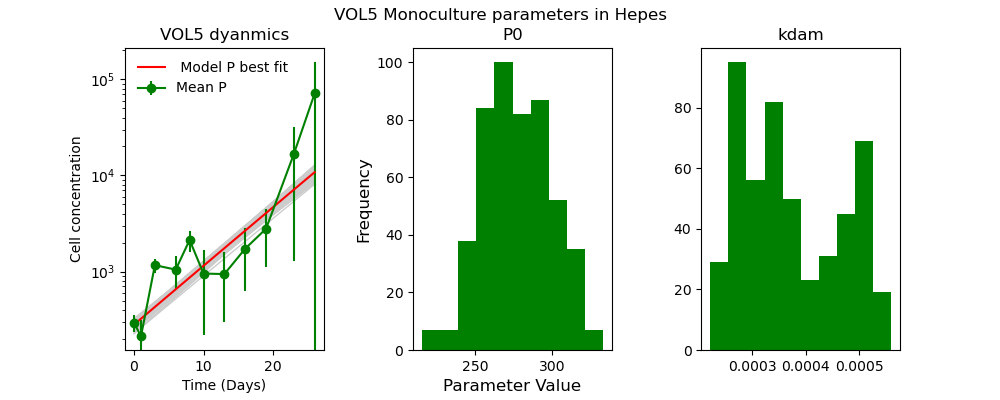 VOL5 Monoculture parameters in Hepes
VOL5 dyanmics
Cell concentration
10^5
10^4
10^3
Model P best fit
Mean P
0 10 20
Time (Days)
P0
Frequency
100
80
60
40
20
0
250 300
Parameter Value
kdam
80
60
40
20
0
0.0003 0.0004 0.0005